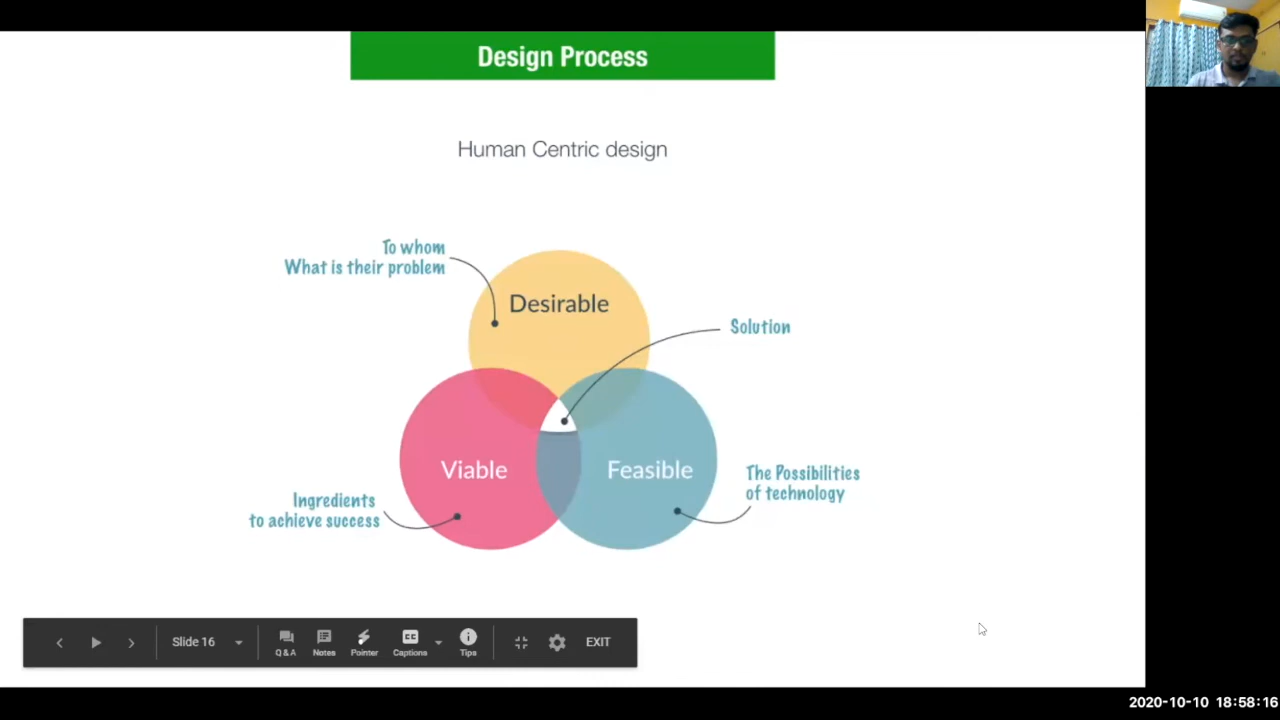 Design Process
Human Centric design
To whom
What is their problem
Desirable
Solution
Viable
Feasible
The Possibilities
of technology
Ingredients
to achieve success
Slide 16
Q & A
Notes
Pointer
CC
Captions
Tips
EXIT
2020-10-10 18:58:16